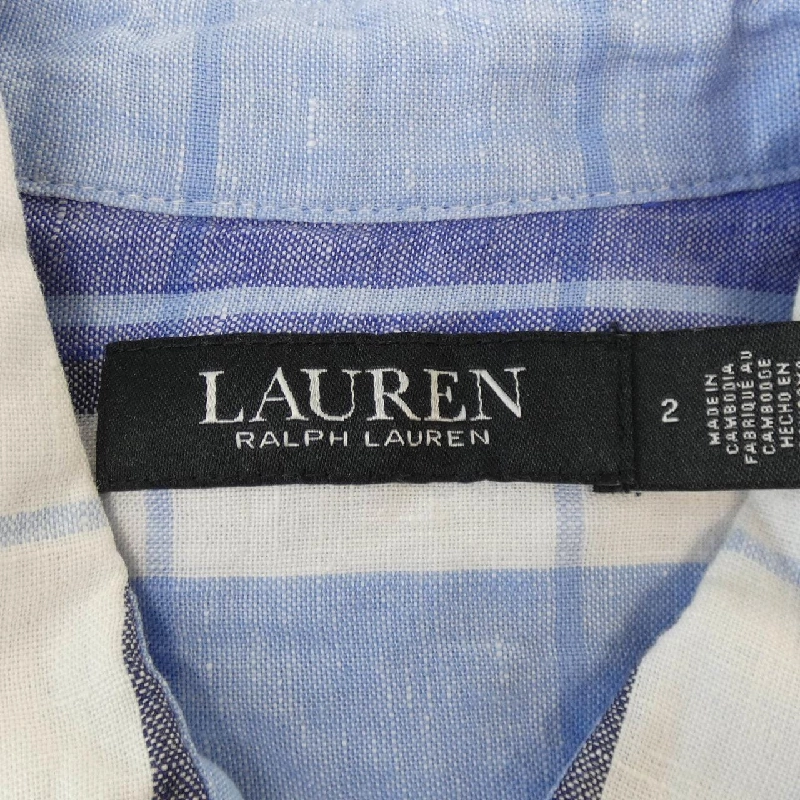 LAUREN
RALPH LAUREN
2
MADE IN
CAMBODIA
FABRIQUÉ AU
CAMBODGE
HECHO EN